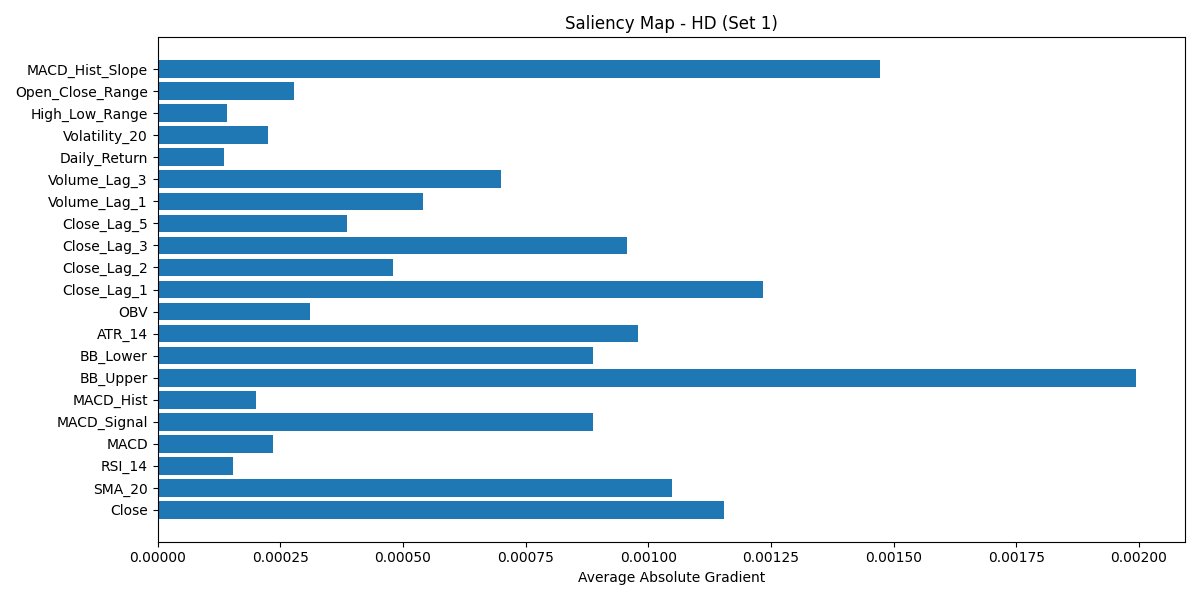 Saliency Map - HD (Set 1)
MACD_Hist_Slope
Open_Close_Range
High_Low_Range
Volatility_20
Daily_Return
Volume_Lag_3
Volume_Lag_1
Close_Lag_5
Close_Lag_3
Close_Lag_2
Close_Lag_1
OBV
ATR_14
BB_Lower
BB_Upper
MACD_Hist
MACD_Signal
MACD
RSI_14
SMA_20
Close
0.00000 0.00025 0.00050 0.00075 0.00100 0.00125 0.00150 0.00175 0.00200
Average Absolute Gradient